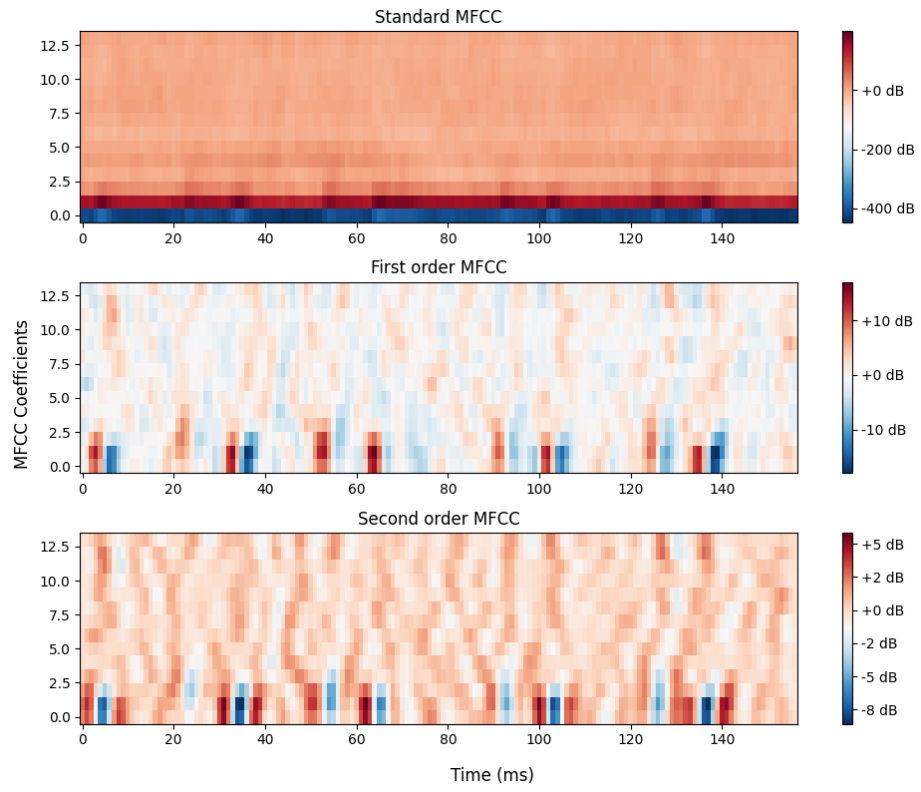 Standard MFCC
12.5
10.0
7.5
5.0
2.5
0.0
0 20 40 60 80 100 120 140
+0 dB
-200 dB
-400 dB
First order MFCC
MFCC Coefficients
12.5
10.0
7.5
5.0
2.5
0.0
0 20 40 60 80 100 120 140
+10 dB
+0 dB
-10 dB
Second order MFCC
12.5
10.0
7.5
5.0
2.5
0.0
0 20 40 60 80 100 120 140
+5 dB
+2 dB
+0 dB
-2 dB
-5 dB
-8 dB
Time (ms)